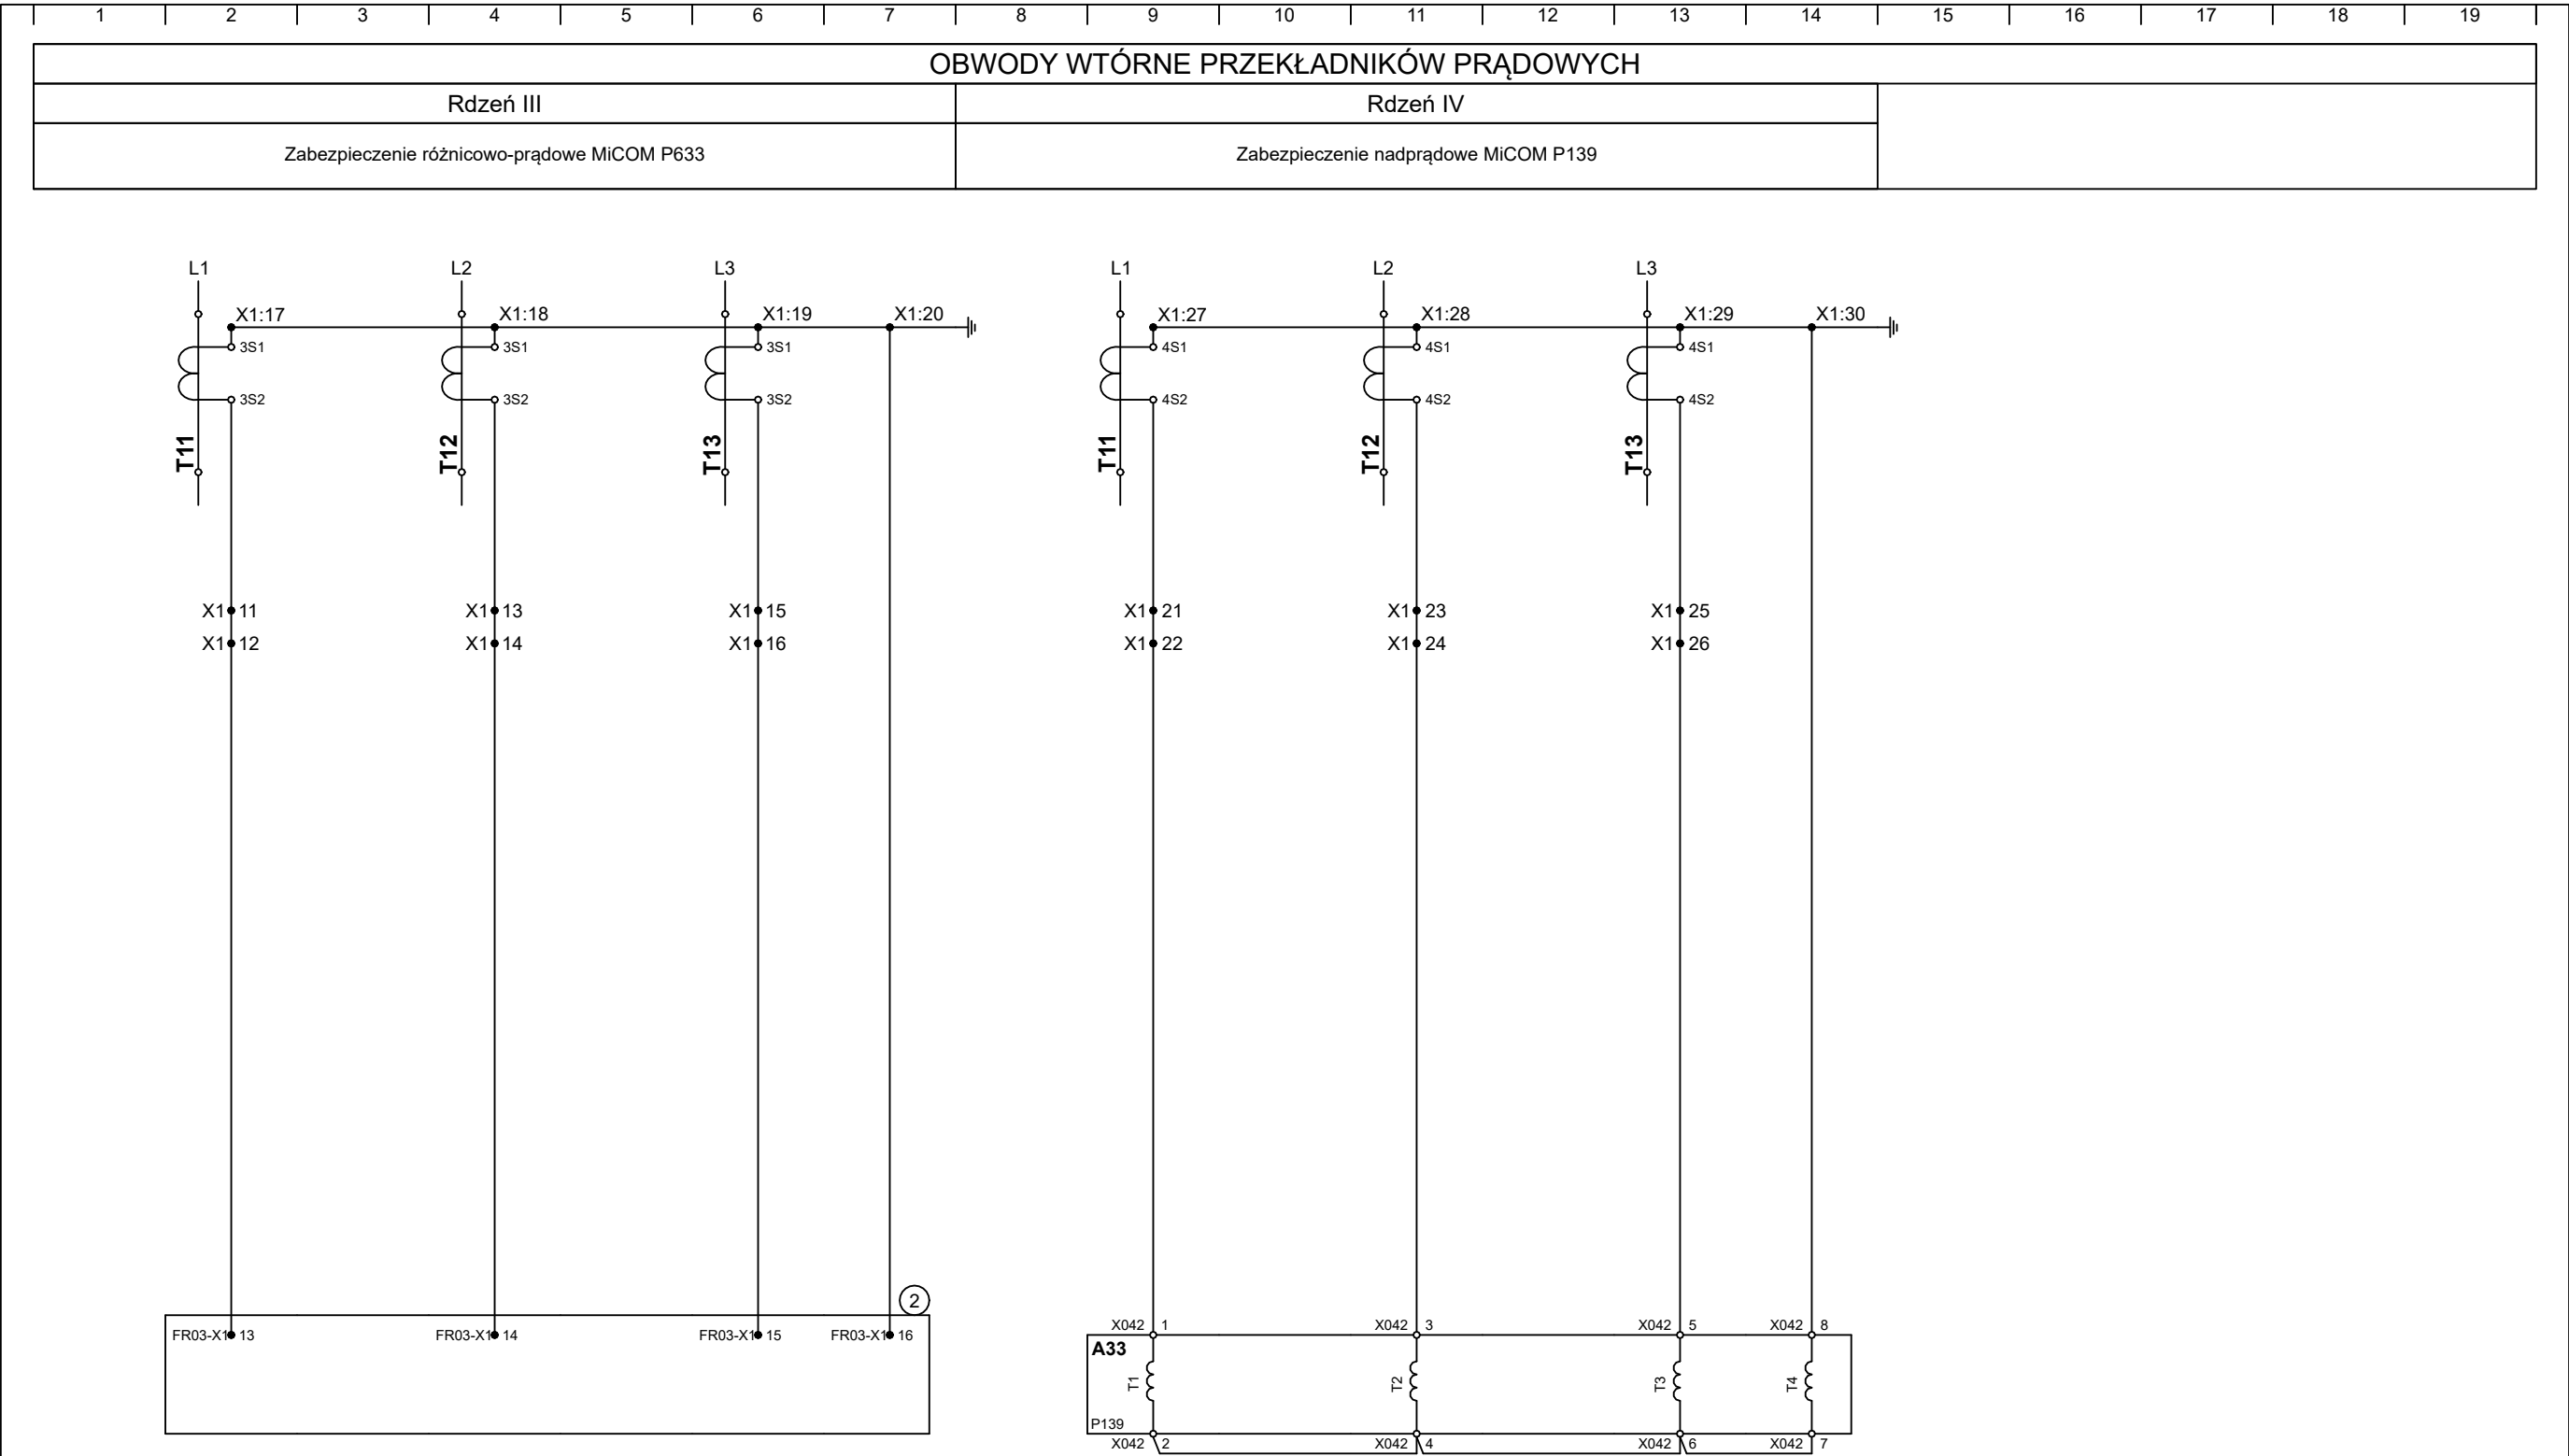 1 2 3 4 5 6 7 8 9 10 11 12 13 14 15 16 17 18 19
OBWODY WTÓRNE PRZEKŁADNIKÓW PRĄDOWYCH
Rdzeń III Rdzeń IV
Zabezpieczenie różnicowo-prądowe MiCOM P633 Zabezpieczenie nadprądowe MiCOM P139
L1 L2 L3 L1 L2 L3
X1:17 X1:18 X1:19 X1:20 X1:27 X1:28 X1:29 X1:30
3S1 3S1 3S1 4S1 4S1 4S1
3S2 3S2 3S2 4S2 4S2 4S2
T11 T12 T13 T11 T12 T13
X1 11 X1 13 X1 15 X1 21 X1 23 X1 25
X1 12 X1 14 X1 16 X1 22 X1 24 X1 26
2
X042 1 X042 3 X042 5 X042 8
FR03-X1 13 FR03-X1 14 FR03-X1 15 FR03-X1 16
A33
T1 T2 T3 T4
P139
X042 2 X042 4 X042 6 X042 7